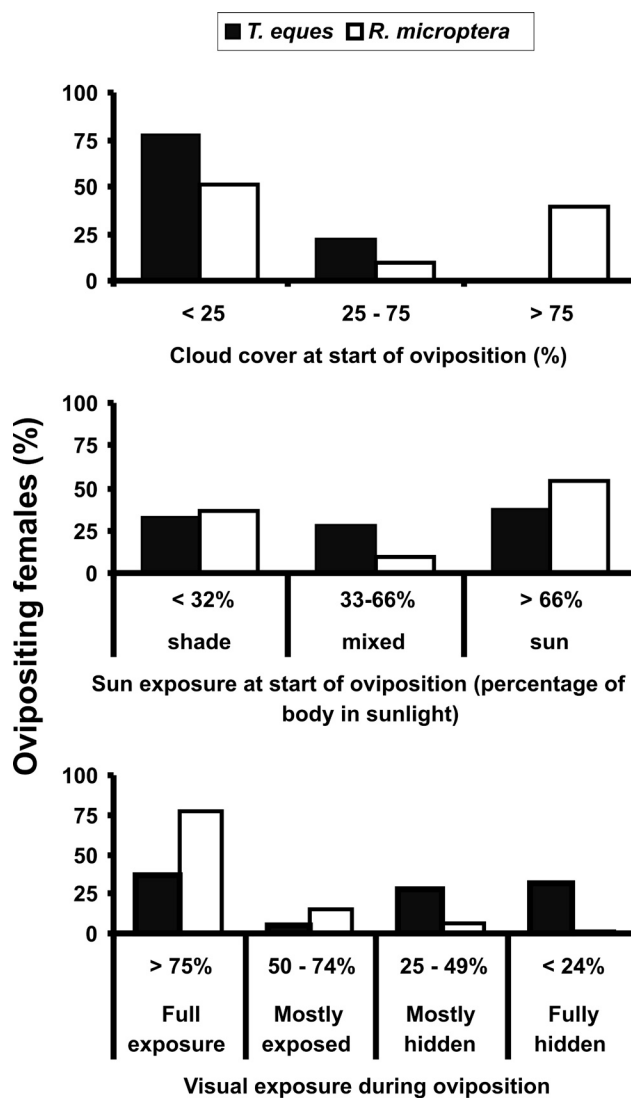 T. eques R. microptera
100
75
50
25
0
< 25 25 - 75 > 75
Cloud cover at start of oviposition (%)
Ovipositing females (%)
100
75
50
25
0
< 32% 33-66% > 66%
shade mixed sun
Sun exposure at start of oviposition (percentage of
body in sunlight)
100
75
50
25
0
> 75% 50 - 74% 25 - 49% < 24%
Full Mostly Mostly Fully
exposure exposed hidden hidden
Visual exposure during oviposition